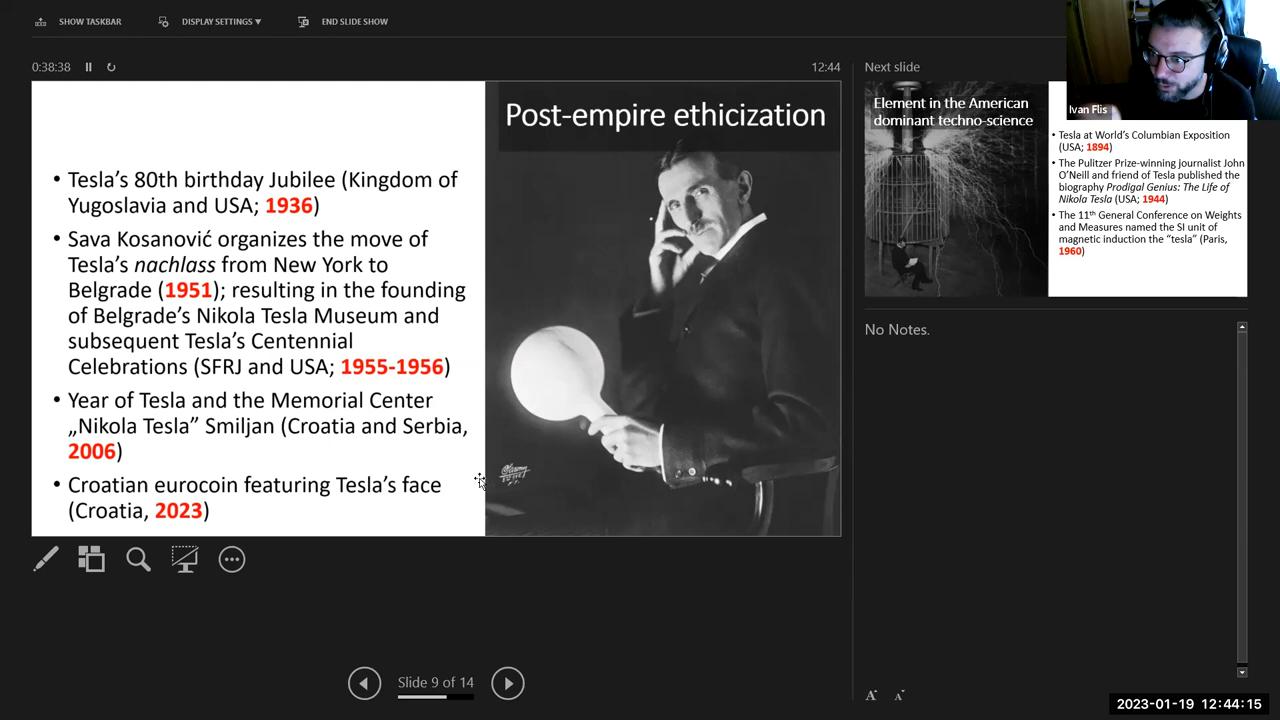 SHOW TASKBAR
DISPLAY SETTINGS ▼
END SLIDE SHOW
0:38:38
12:44
Post-empire ethicization
• Tesla’s 80th birthday Jubilee (Kingdom of
Yugoslavia and USA; 1936)
• Sava Kosanović organizes the move of
Tesla’s nachlass from New York to
Belgrade (1951); resulting in the founding
of Belgrade’s Nikola Tesla Museum and
subsequent Tesla’s Centennial
Celebrations (SFRJ and USA; 1955-1956)
• Year of Tesla and the Memorial Center
„Nikola Tesla” Smiljan (Croatia and Serbia,
2006)
• Croatian eurocoin featuring Tesla’s face
(Croatia, 2023)
Slide 9 of 14
Next slide
Ivan Flis
Element in the American
dominant techno-science
• Tesla at World’s Columbian Exposition
(USA; 1894)
• The Pulitzer Prize-winning journalist John
O’Neill and friend of Tesla published the
biography Prodigal Genius: The Life of
Nikola Tesla (USA; 1944)
• The 11th General Conference on Weights
and Measures named the SI unit of
magnetic induction the “tesla” (Paris,
1960)
No Notes.
A A
2023-01-19 12:44:15